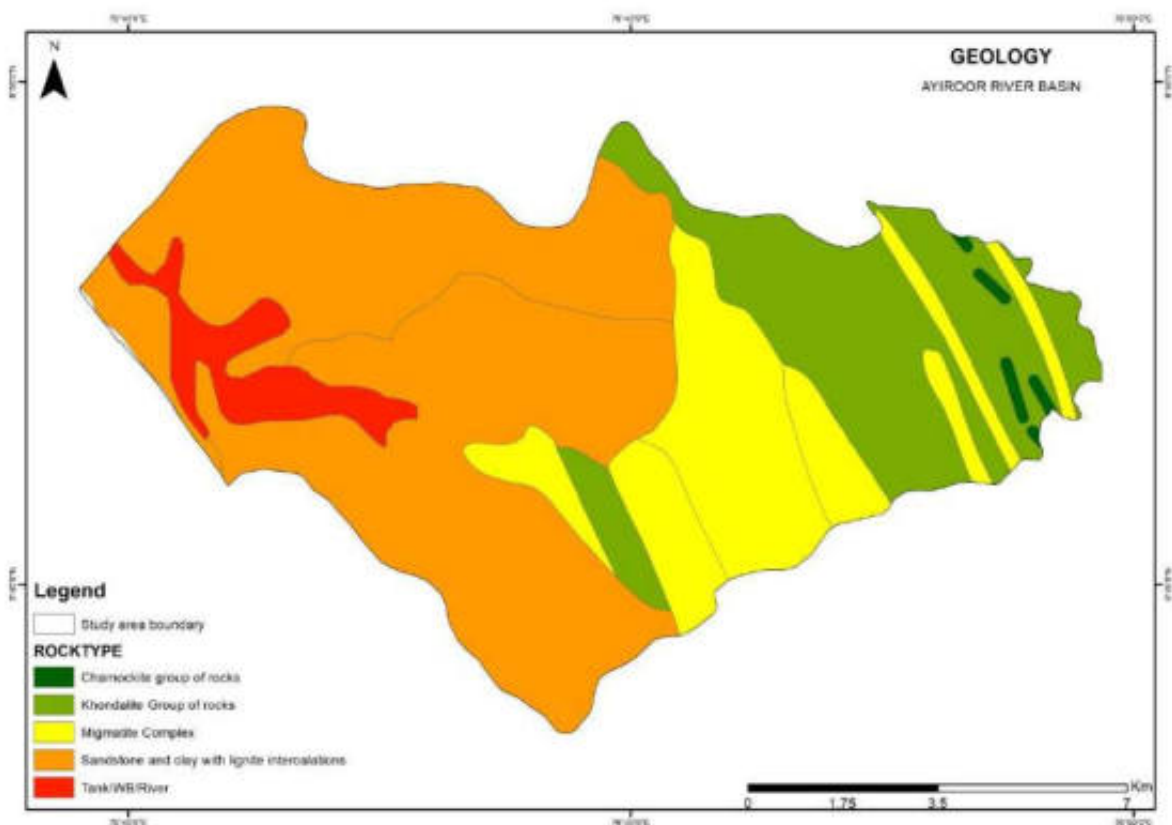 N
GEOLOGY
AYIROOR RIVER BASIN
Legend
Study area boundary
ROCKTYPE
Charnockite group of rocks
Khondalite Group of rocks
Migmatite Complex
Sandstone and clay with lignite intercalations
Tank/WB/River
Km
0 1.75 3.5 7